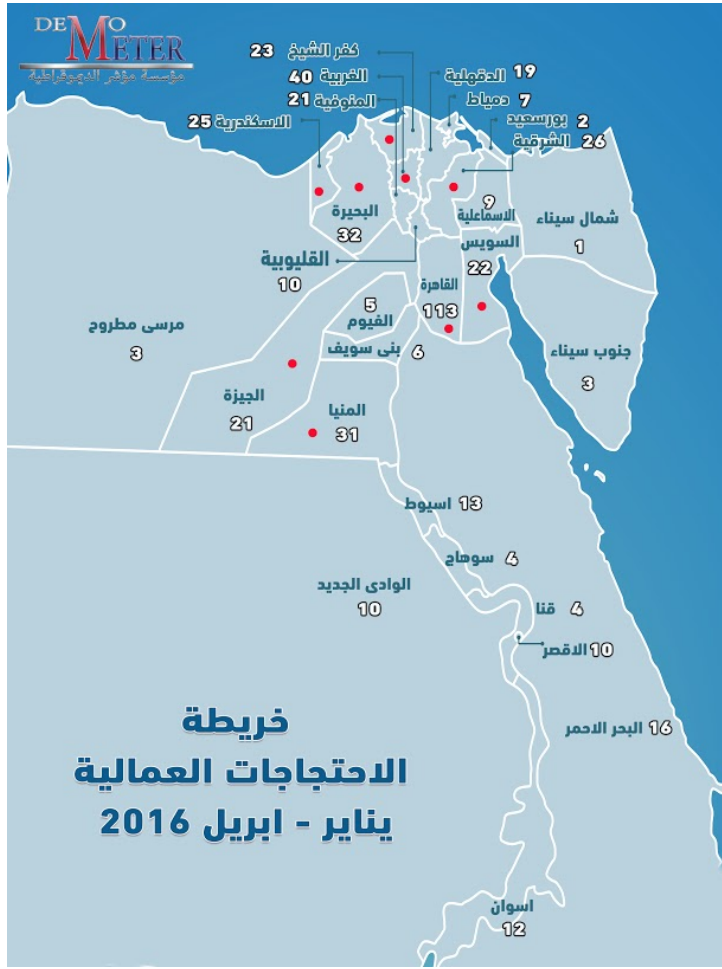 DEMO
METER
مؤسسة مؤشر الديموقراطية
كفر الشيخ 23
الدقهلية 19
الغربية 40
دمياط 7
المنوفية 21
بورسعيد 2
الاسكندرية 25
الشرقية 26
البحيرة
32
الاسماعلية
9
شمال سيناء
1
السويس
22
القليوبية
10
القاهرة
113
5
الفيوم
مرسى مطروح
3
بنى سويف 6
جنوب سيناء
3
الجيزة
21
المنيا
31
اسيوط 13
سوهاج 4
الوادى الجديد
10
قنا 4
الاقصر 10
البحر الاحمر 16
خريطة
الاحتجاجات العمالية
يناير - ابريل 2016
اسوان
12